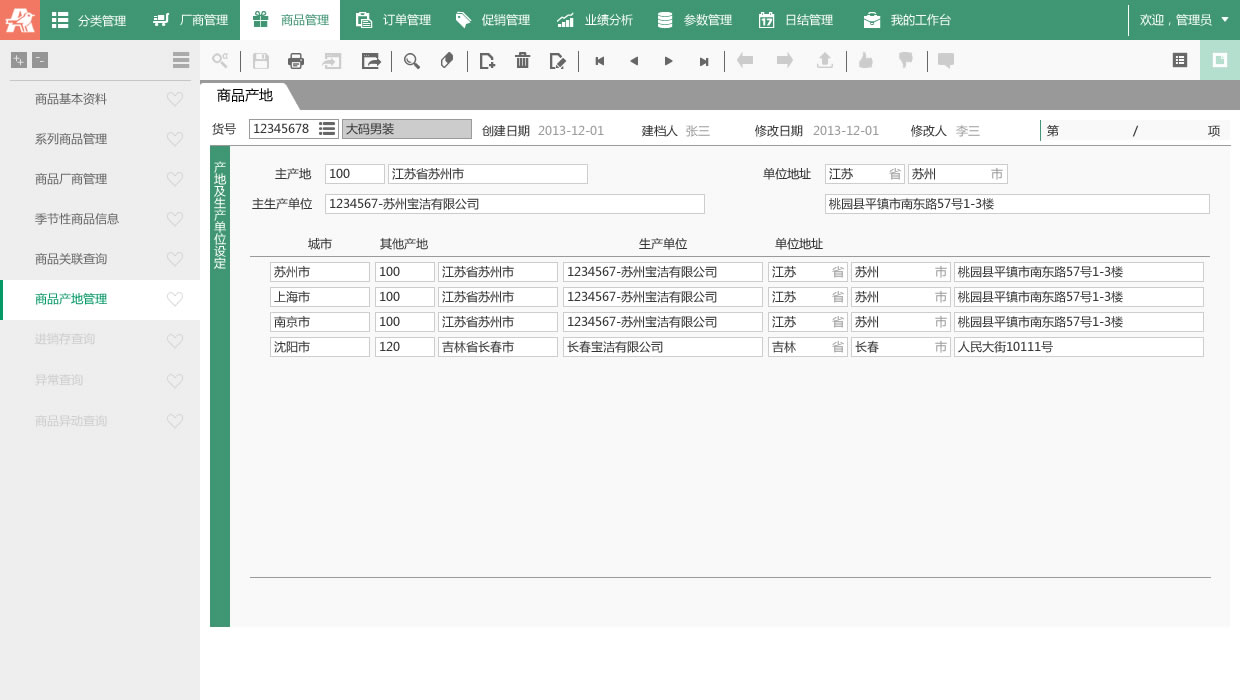 分类管理 厂商管理 商品管理 订单管理 促销管理 业绩分析 参数管理 日结管理 我的工作台 欢迎，管理员
商品基本资料
系列商品管理
商品厂商管理
季节性商品信息
商品关联查询
商品产地管理
进销存查询
异常查询
商品异动查询
商品产地
货号 12345678 大码男装 创建日期 2013-12-01 建档人 张三 修改日期 2013-12-01 修改人 李三 第 / 项
产地及生产单位设定
主产地 100 江苏省苏州市 单位地址 江苏 省 苏州 市
主生产单位 1234567-苏州宝洁有限公司 桃园县平镇市南东路57号1-3楼
城市 其他产地 生产单位 单位地址
苏州市 100 江苏省苏州市 1234567-苏州宝洁有限公司 江苏 省 苏州 市 桃园县平镇市南东路57号1-3楼
上海市 100 江苏省苏州市 1234567-苏州宝洁有限公司 江苏 省 苏州 市 桃园县平镇市南东路57号1-3楼
南京市 100 江苏省苏州市 1234567-苏州宝洁有限公司 江苏 省 苏州 市 桃园县平镇市南东路57号1-3楼
沈阳市 120 吉林省长春市 长春宝洁有限公司 吉林 省 长春 市 人民大街10111号